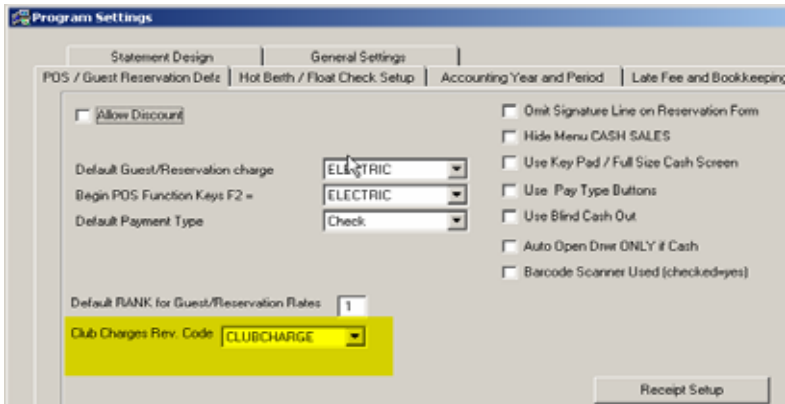 Program Settings
Statement Design General Settings
POS / Guest Reservation Defa Hot Berth / Float Check Setup Accounting Year and Period Late Fee and Bookkeeping
Allow Discount
Omit Signature Line on Reservation Form
Hide Menu CASH SALES
Default Guest/Reservation charge ELECTRIC
Use Key Pad / Full Size Cash Screen
Begin POS Function Keys F2 = ELECTRIC
Use Pay Type Buttons
Default Payment Type Check
Use Blind Cash Out
Auto Open Drwr ONLY if Cash
Barcode Scanner Used (checked=yes)
Default RANK for Guest/Reservation Rates 1
Club Charges Rev. Code CLUBCHARGE
Receipt Setup